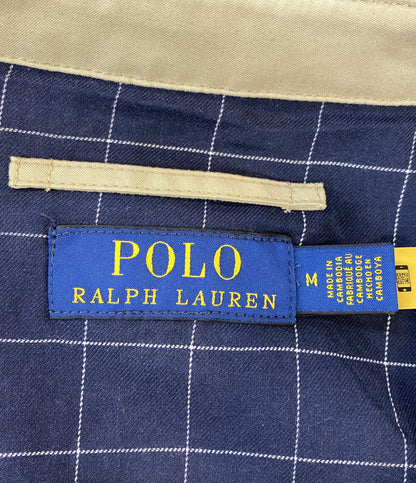 POLO
RALPH LAUREN
M
MADE IN
CAMBODIA
FABRIQUÉ AU
CAMBODGE
HECHO EN
CAMBOYA